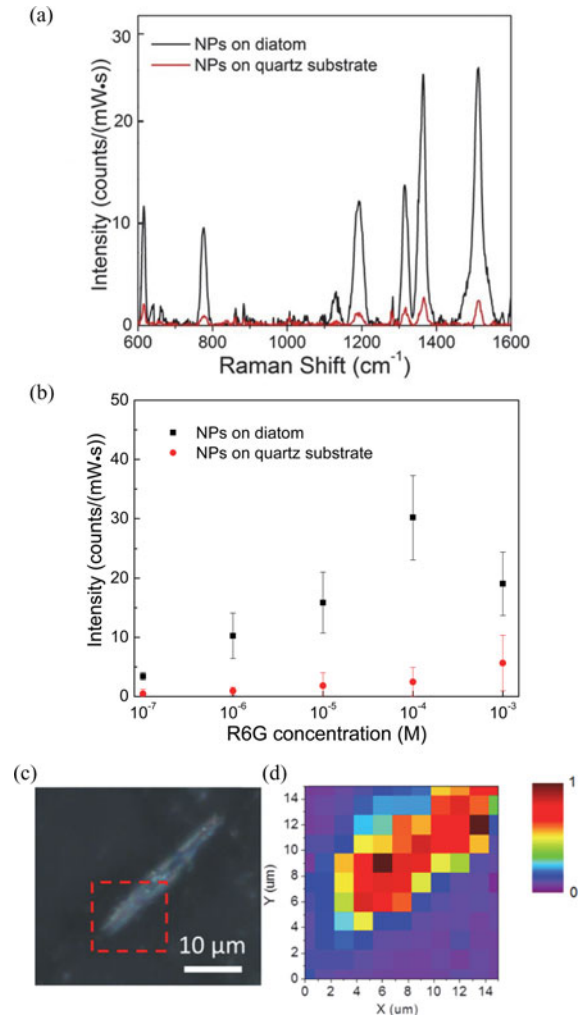 (a)
NPs on diatom
NPs on quartz substrate
Intensity (counts/(mW•s))
30
20
10
0
600 800 1000 1200 1400 1600
Raman Shift (cm⁻¹)
(b)
NPs on diatom
NPs on quartz substrate
Intensity (counts/(mW•s))
50
40
30
20
10
0
10⁻⁷ 10⁻⁶ 10⁻⁵ 10⁻⁴ 10⁻³
R6G concentration (M)
(c)
10 μm
(d)
Y (um)
14
12
10
8
6
4
2
0
0 2 4 6 8 10 12 14
X (um)
1
0